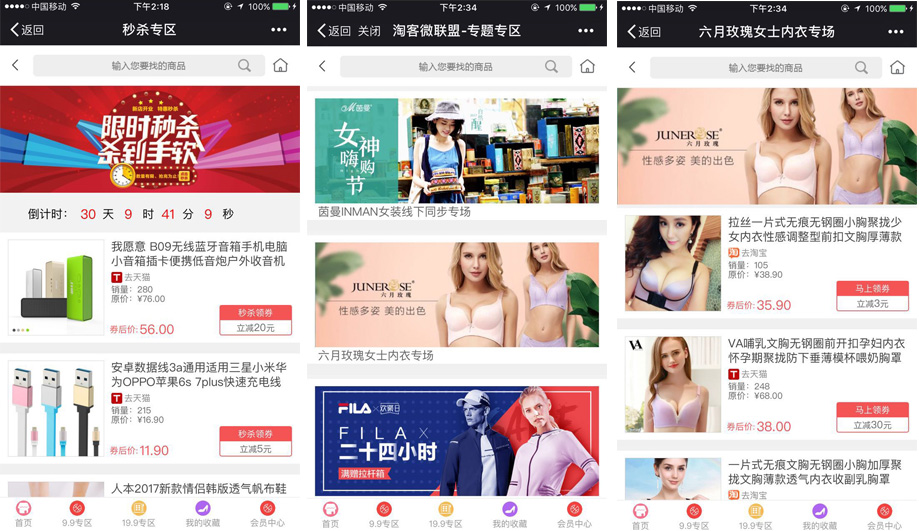 中国移动
下午2:18
100%
返回
秒杀专区
输入您要找的商品
新店开业 特惠秒杀
限时秒杀
杀到手软
倒计时: 30 天 9 时 41 分 9 秒
我愿意 B09无线蓝牙音箱手机电脑
小音箱插卡便携低音炮户外收音机
T 去天猫
销量: 280
原价: ¥76.00
券后价: 56.00
秒杀领券
立减20元
安卓数据线3a通用适用三星小米华
为OPPO苹果6s 7plus快速充电线
T 去天猫
销量: 215
原价: ¥16.90
券后价: 11.90
秒杀领券
立减5元
人本2017新款情侣韩版透气帆布鞋
首页
9.9专区
19.9专区
我的收藏
会员中心
中国移动
下午2:34
100%
返回 关闭 淘客微联盟-专题专区
输入您要找的商品
茵曼
女神
嗨购
节
茵曼INMAN女装线下同步专场
JUNEROSE
六月玫瑰
性感多姿 美的出色
六月玫瑰女士内衣专场
FILA
FILA X
二十四小时
满赠拉杆箱
首页
9.9专区
19.9专区
我的收藏
会员中心
中国移动
下午2:34
100%
返回
六月玫瑰女士内衣专场
输入您要找的商品
JUNEROSE
六月玫瑰
性感多姿 美的出色
拉丝一片式无痕无钢圈小胸聚拢少
女内衣性感调整型前扣文胸厚薄款
淘 去淘宝
销量: 105
原价: ¥38.90
券后价: 35.90
马上领券
立减3元
VA
VA哺乳文胸无钢圈前开扣孕妇内衣
怀孕期聚拢防下垂薄模杯喂奶胸罩
T 去天猫
销量: 248
原价: ¥68.00
券后价: 38.00
马上领券
立减30元
一片式无痕文胸无钢圈小胸加厚聚
拢文胸薄款透气内衣收副乳胸罩
淘 去淘宝
首页
9.9专区
19.9专区
我的收藏
会员中心